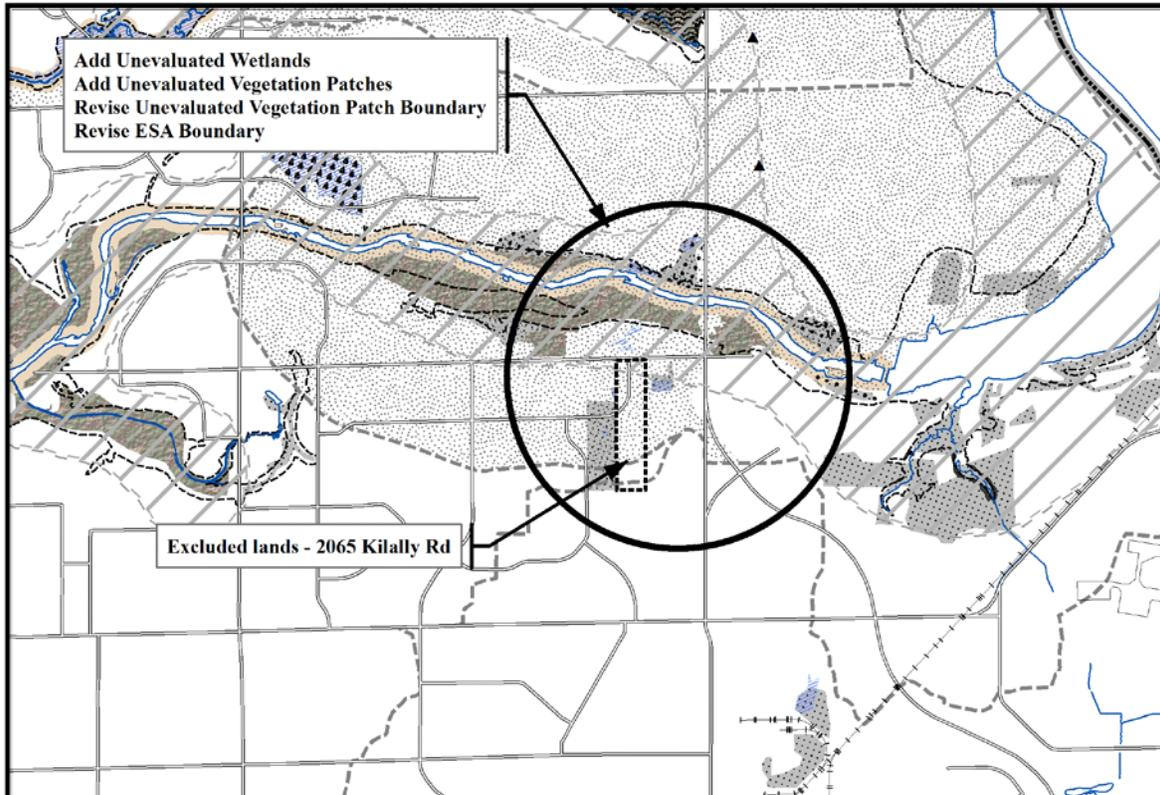 Add Unevaluated Wetlands
Add Unevaluated Vegetation Patches
Revise Unevaluated Vegetation Patch Boundary
Revise ESA Boundary
Excluded lands - 2065 Kilally Rd